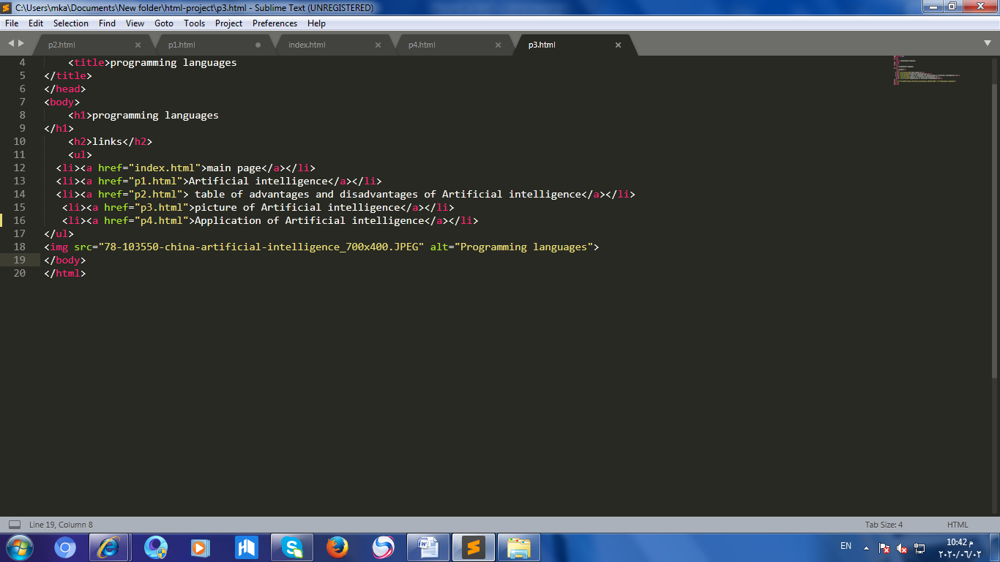 C:\Users\mka\Documents\New folder\html-project\p3.html - Sublime Text (UNREGISTERED)
File Edit Selection Find View Goto Tools Project Preferences Help
p2.html p1.html index.html p4.html p3.html
4 <title>programming languages
5 </title>
6 </head>
7 <body>
8 <h1>programming languages
9 </h1>
10 <h2>links</h2>
11 <ul>
12 <li><a href="index.html">main page</a></li>
13 <li><a href="p1.html">Artificial intelligence</a></li>
14 <li><a href="p2.html"> table of advantages and disadvantages of Artificial intelligence</a></li>
15 <li><a href="p3.html">picture of Artificial intelligence</a></li>
16 <li><a href="p4.html">Application of Artificial intelligence</a></li>
17 </ul>
18 <img src="78-103550-china-artificial-intelligence_700x400.JPEG" alt="Programming languages">
19 </body>
20 </html>
Line 19, Column 8 Tab Size: 4 HTML
EN 10:42 م
٢٠٢٠/٠٦/٠٢